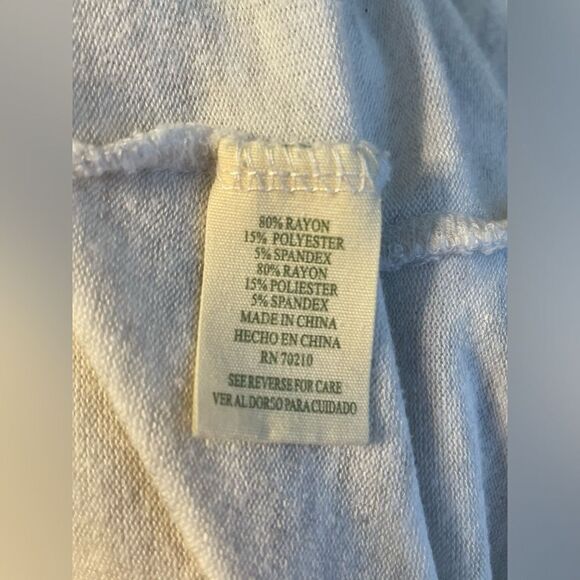 80% RAYON
15% POLYESTER
5% SPANDEX
80% RAYON
15% POLIESTER
5% SPANDEX
MADE IN CHINA
HECHO EN CHINA
RN 70210
SEE REVERSE FOR CARE
VER AL DORSO PARA CUIDADO